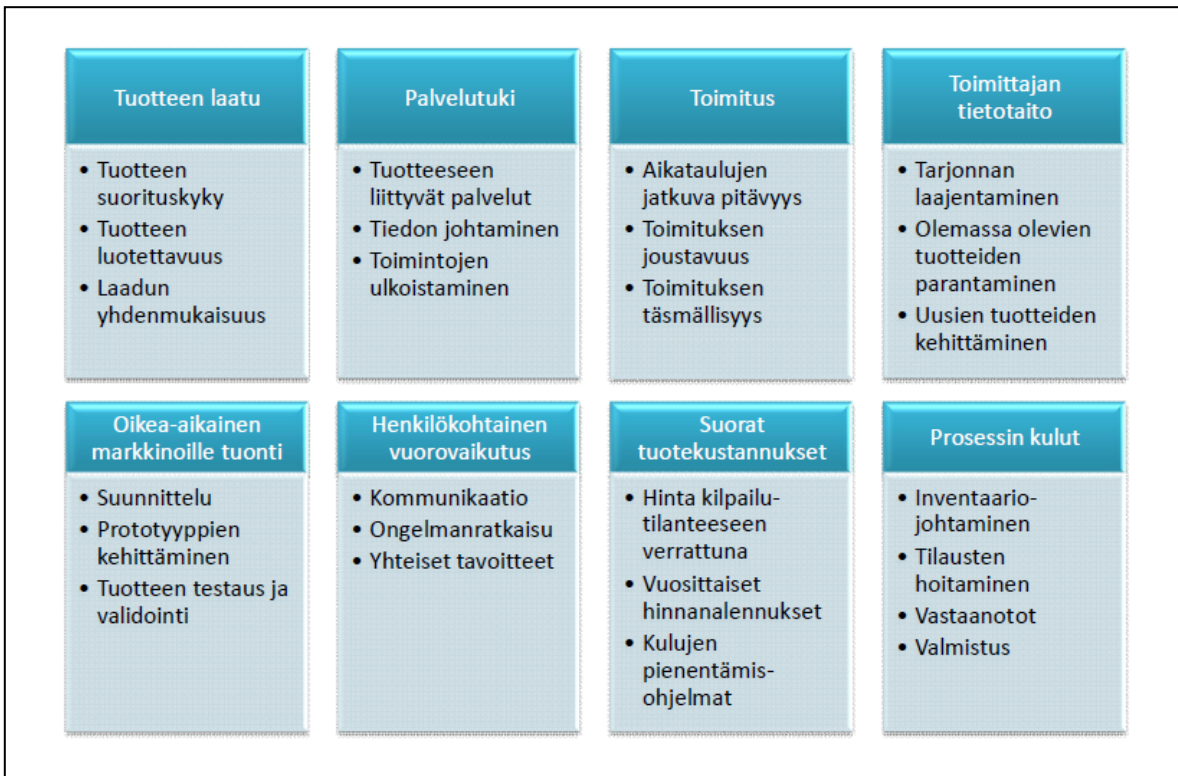 Tuotteen laatu
• Tuotteen
suorituskyky
• Tuotteen
luotettavuus
• Laadun
yhdenmukaisuus
Palvelutuki
• Tuotteeseen
liittyvät palvelut
• Tiedon johtaminen
• Toimintojen
ulkoistaminen
Toimitus
• Aikataulujen
jatkuva pitävyys
• Toimituksen
joustavuus
• Toimituksen
täsmällisyys
Toimittajan
tietotaito
• Tarjonnan
laajentaminen
• Olemassa olevien
tuotteiden
parantaminen
• Uusien tuotteiden
kehittäminen
Oikea-aikainen
markkinoille tuonti
• Suunnittelu
• Prototyyppien
kehittäminen
• Tuotteen testaus ja
validointi
Henkilökohtainen
vuorovaikutus
• Kommunikaatio
• Ongelmanratkaisu
• Yhteiset tavoitteet
Suorat
tuotekustannukset
• Hinta kilpailu-
tilanteeseen
verrattuna
• Vuosittaiset
hinnanalennukset
• Kulujen
pienentämis-
ohjelmat
Prosessin kulut
• Inventaario-
johtaminen
• Tilausten
hoitaminen
• Vastaanotot
• Valmistus